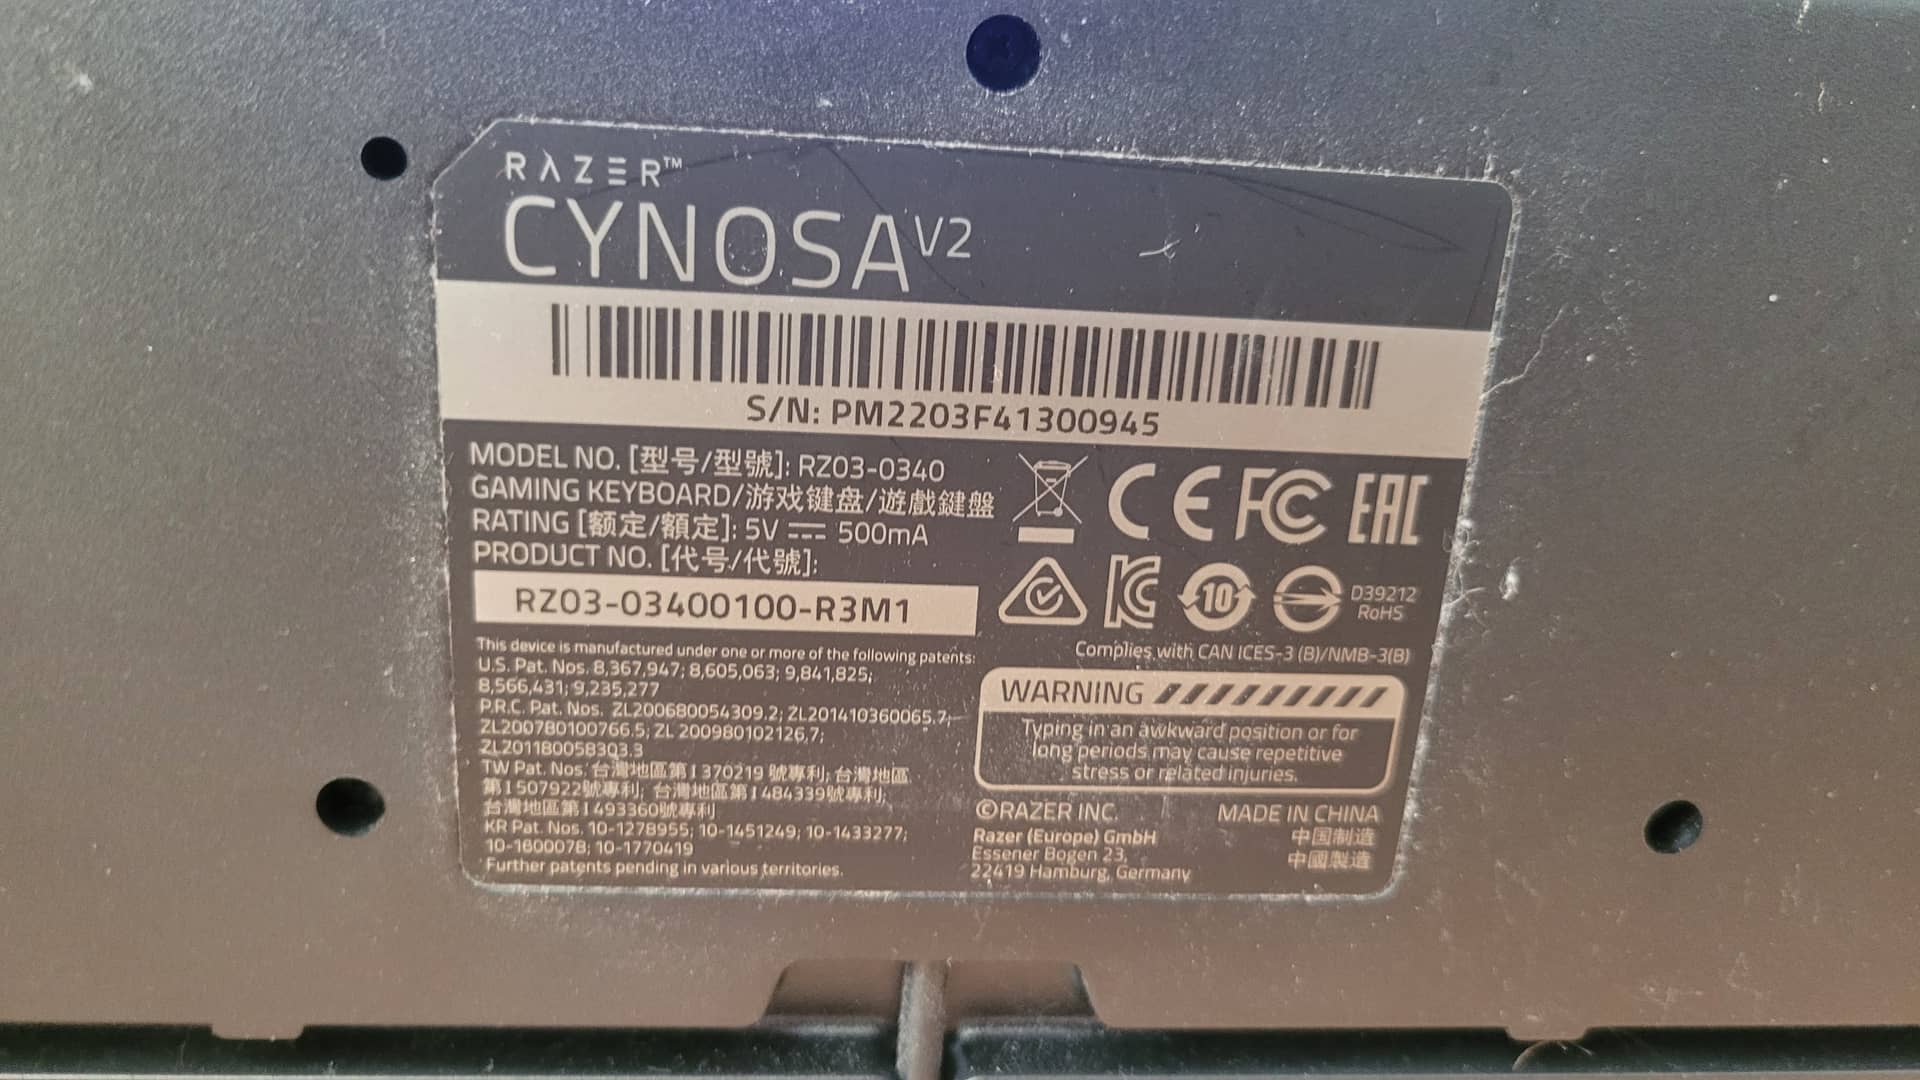 RAZER™
CYNOSA V2
S/N: PM2203F41300945
MODEL NO. [型号/型號]: RZ03-0340
GAMING KEYBOARD/游戏键盘/遊戲鍵盤
RATING [额定/額定]: 5V ⎓ 500mA
PRODUCT NO. [代号/代號]:
RZ03-03400100-R3M1
This device is manufactured under one or more of the following patents:
U.S. Pat. Nos. 8,367,947; 8,605,063; 9,841,825;
8,566,431; 9,235,277
P.R.C. Pat. Nos. ZL200680054309.2; ZL201410360065.7;
ZL200780100766.5; ZL 200980102126.7;
ZL201180058303.3
TW Pat. Nos. 台灣地區第 I 370219 號專利; 台灣地區
第 I 507922號專利; 台灣地區第 I 484339號專利;
台灣地區第 I 493360號專利
KR Pat. Nos. 10-1278955; 10-1451249; 10-1433277;
10-1600078; 10-1770419
Further patents pending in various territories.
CE FC EAC
KC 10 D39212
RoHS
Complies with CAN ICES-3 (B)/NMB-3(B)
WARNING
Typing in an awkward position or for
long periods may cause repetitive
stress or related injuries.
©RAZER INC.
Razer (Europe) GmbH
Essener Bogen 23,
22419 Hamburg, Germany
MADE IN CHINA
中国制造
中國製造